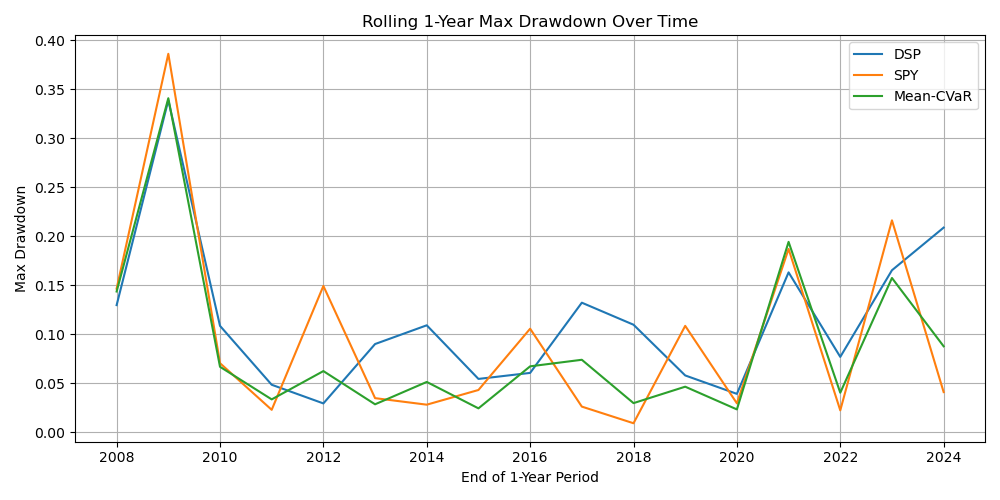 Rolling 1-Year Max Drawdown Over Time
DSP
SPY
Mean-CVaR
Max Drawdown
0.40
0.35
0.30
0.25
0.20
0.15
0.10
0.05
0.00
2008 2010 2012 2014 2016 2018 2020 2022 2024
End of 1-Year Period